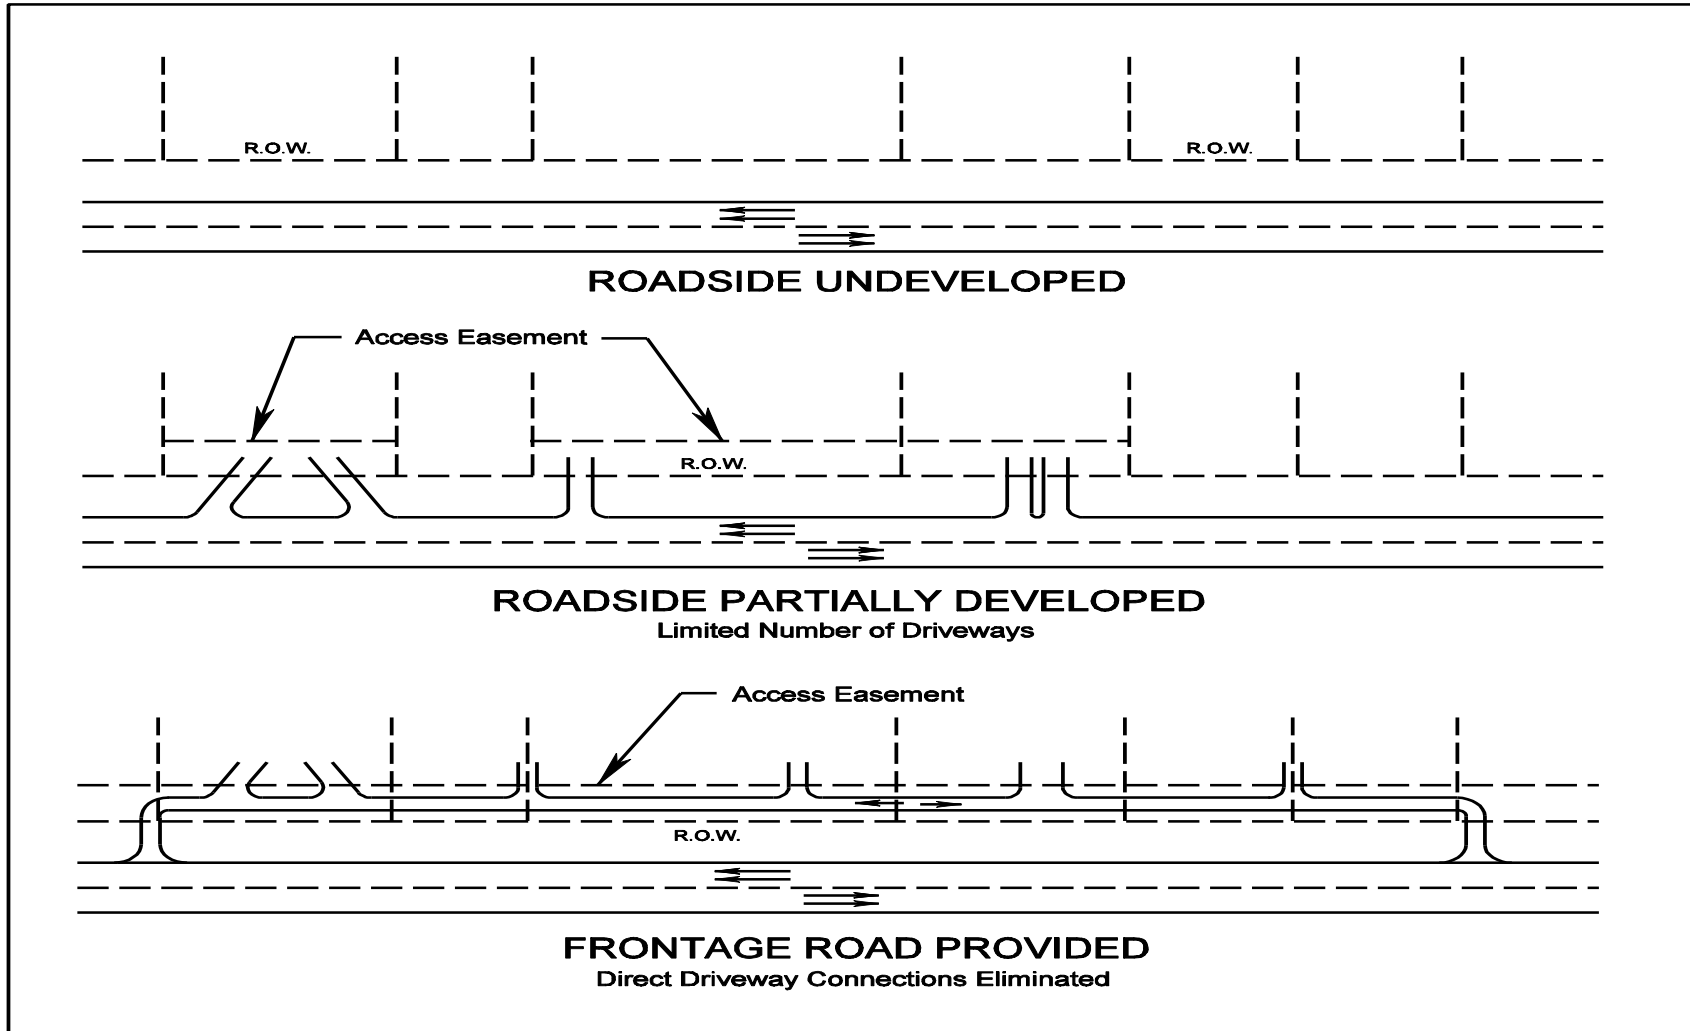 R.O.W.
R.O.W.
ROADSIDE UNDEVELOPED
Access Easement
R.O.W.
ROADSIDE PARTIALLY DEVELOPED
Limited Number of Driveways
Access Easement
R.O.W.
FRONTAGE ROAD PROVIDED
Direct Driveway Connections Eliminated